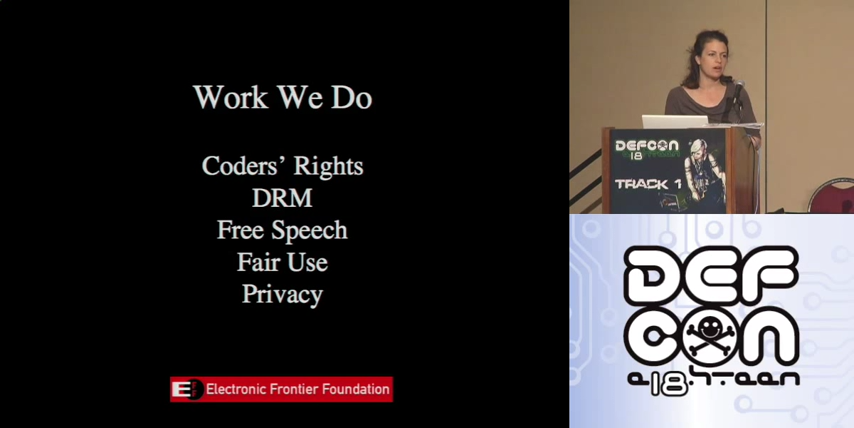 Work We Do
Coders' Rights
DRM
Free Speech
Fair Use
Privacy
Electronic Frontier Foundation
DEFCON
18
TRACK 1
DEF
CON
18